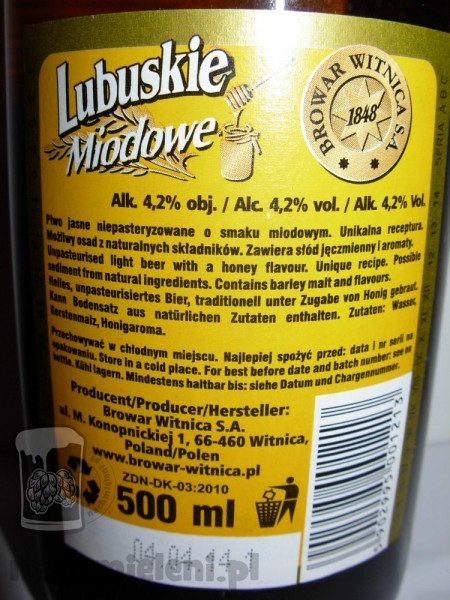 Lubuskie
Miodowe
BROWAR WITNICA S.A.
1848
Alk. 4,2% obj. / Alc. 4,2% vol. / Alk. 4,2% Vol.
Piwo jasne niepasteryzowane o smaku miodowym. Unikalna receptura.
Możliwy osad z naturalnych składników. Zawiera słód jęczmienny i aromaty.
Unpasteurised light beer with a honey flavour. Unique recipe. Possible
sediment from natural ingredients. Contains barley malt and flavours.
Helles, unpasteurisiertes Bier, traditionell unter Zugabe von Honig gebraut.
Kann Bodensatz aus natürlichen Zutaten enthalten. Zutaten: Wasser,
Gerstenmalz, Honigaroma.
Przechowywać w chłodnym miejscu. Najlepiej spożyć przed: data i nr serii na
opakowaniu. Store in a cold place. For best before date and batch number: see on
bottle. Kühl lagern. Mindestens haltbar bis: siehe Datum und Chargennummer.
Producent/Producer/Hersteller:
Browar Witnica S.A.
ul. M. Konopnickiej 1, 66-460 Witnica,
Poland/Polen
www.browar-witnica.pl
ZDN-DK-03:2010
500 ml
SERIA A B C